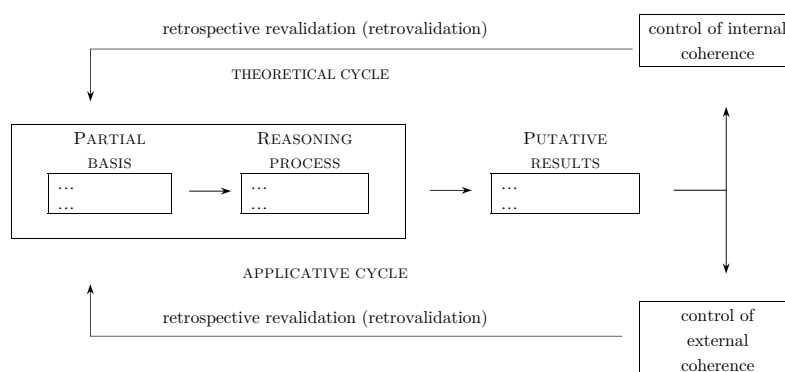 retrospective revalidation (retrovalidation)
control of internal
coherence
THEORETICAL CYCLE
PARTIAL
BASIS
...
...
REASONING
PROCESS
...
...
PUTATIVE
RESULTS
...
...
APPLICATIVE CYCLE
retrospective revalidation (retrovalidation)
control of
external
coherence